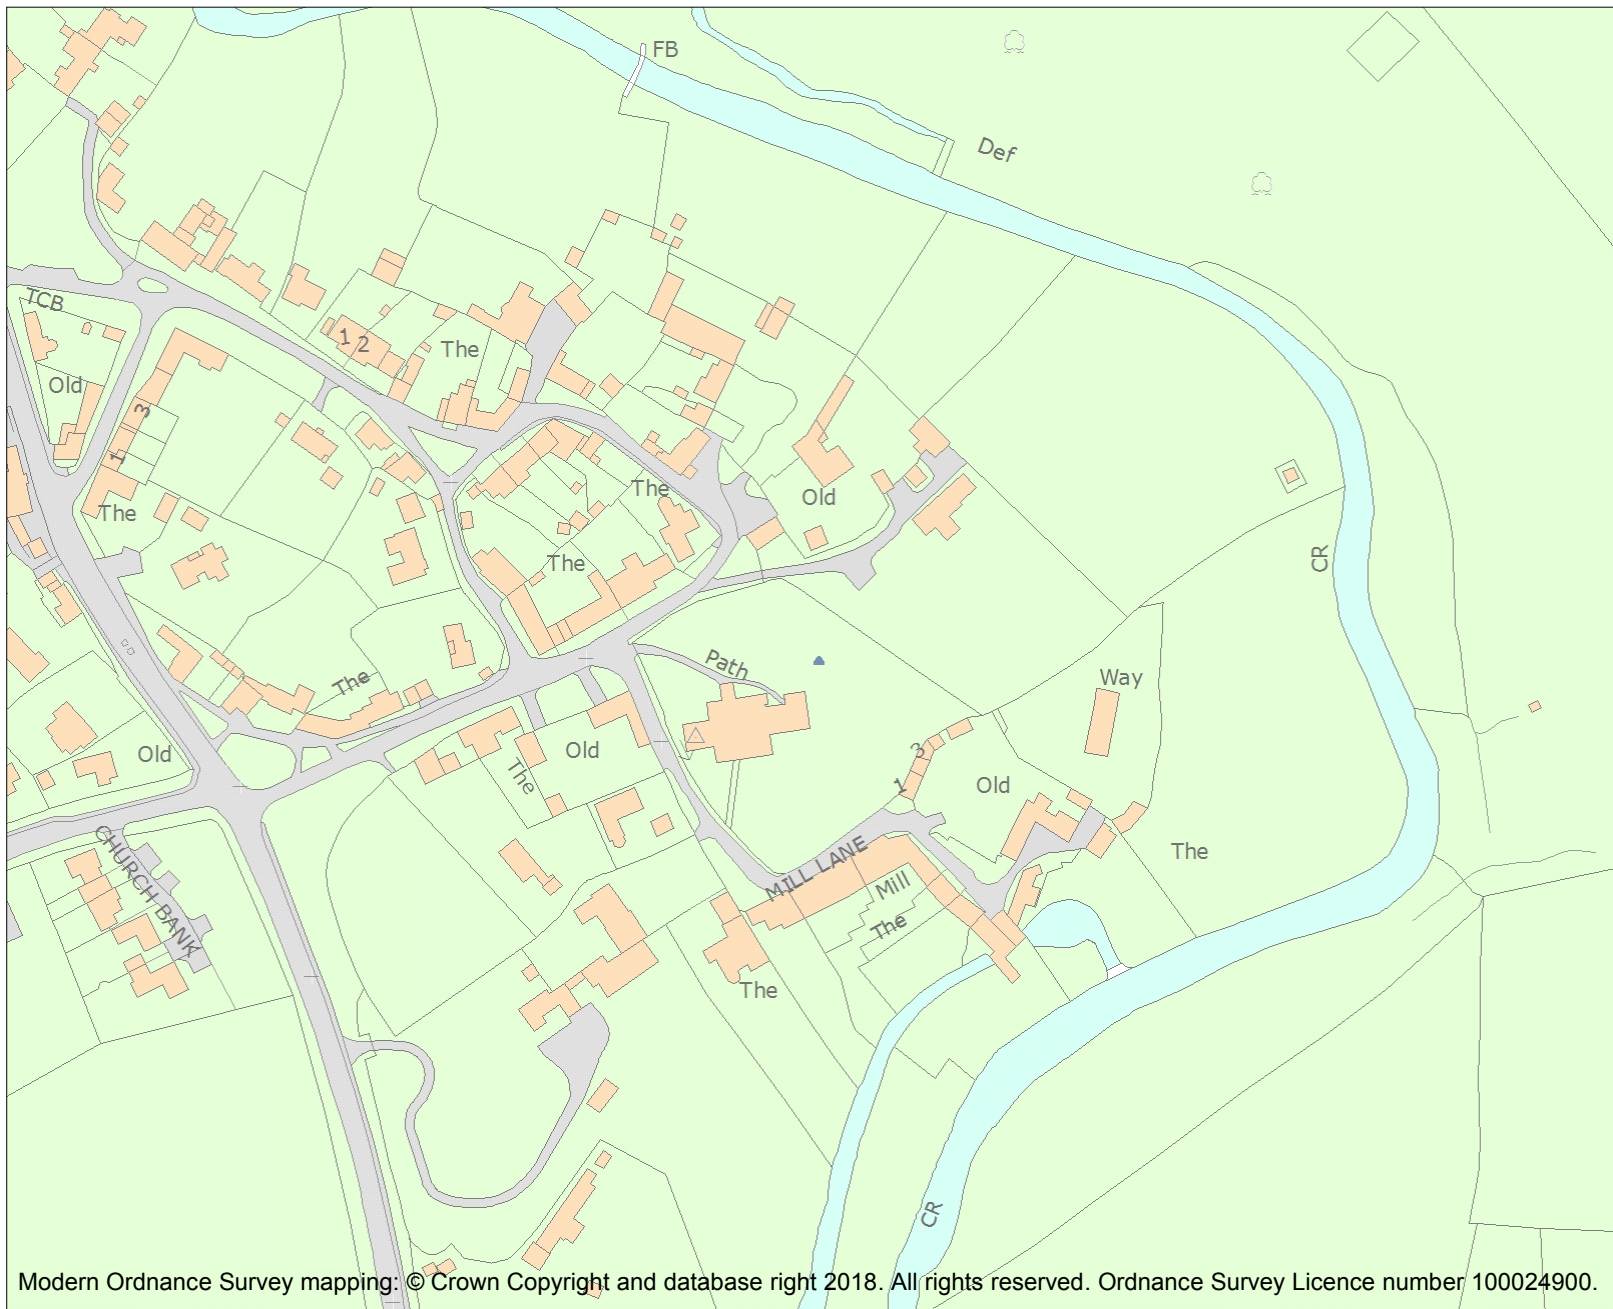 FB
Def
TCB
1 2
The
Old
3
1
The
The
Old
The
The
CR
Path
Way
The
Old
Old
The
3
1
Old
The
CHURCH BANK
MILL LANE
Mill
The
The
CR
Modern Ordnance Survey mapping: © Crown Copyright and database right 2018. All rights reserved. Ordnance Survey Licence number 100024900.